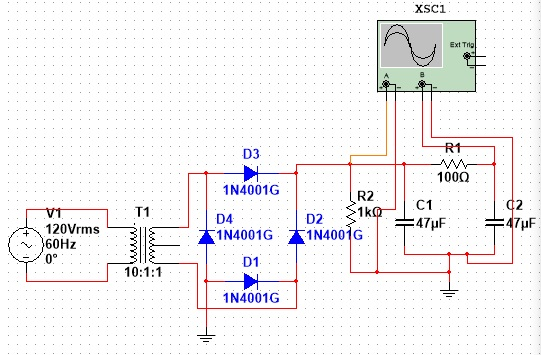 XSC1
Ext Trig
+
-
A
B
+ - + -
D3
1N4001G
R1
100Ω
V1
120Vrms
60Hz
0°
T1
10:1:1
D4
1N4001G
D2
1N4001G
R2
1kΩ
C1
47µF
C2
47µF
D1
1N4001G